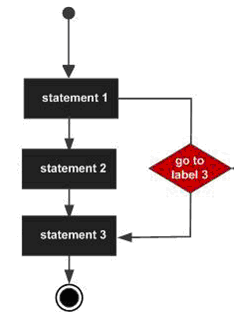 statement 1
statement 2
go to
label 3
statement 3